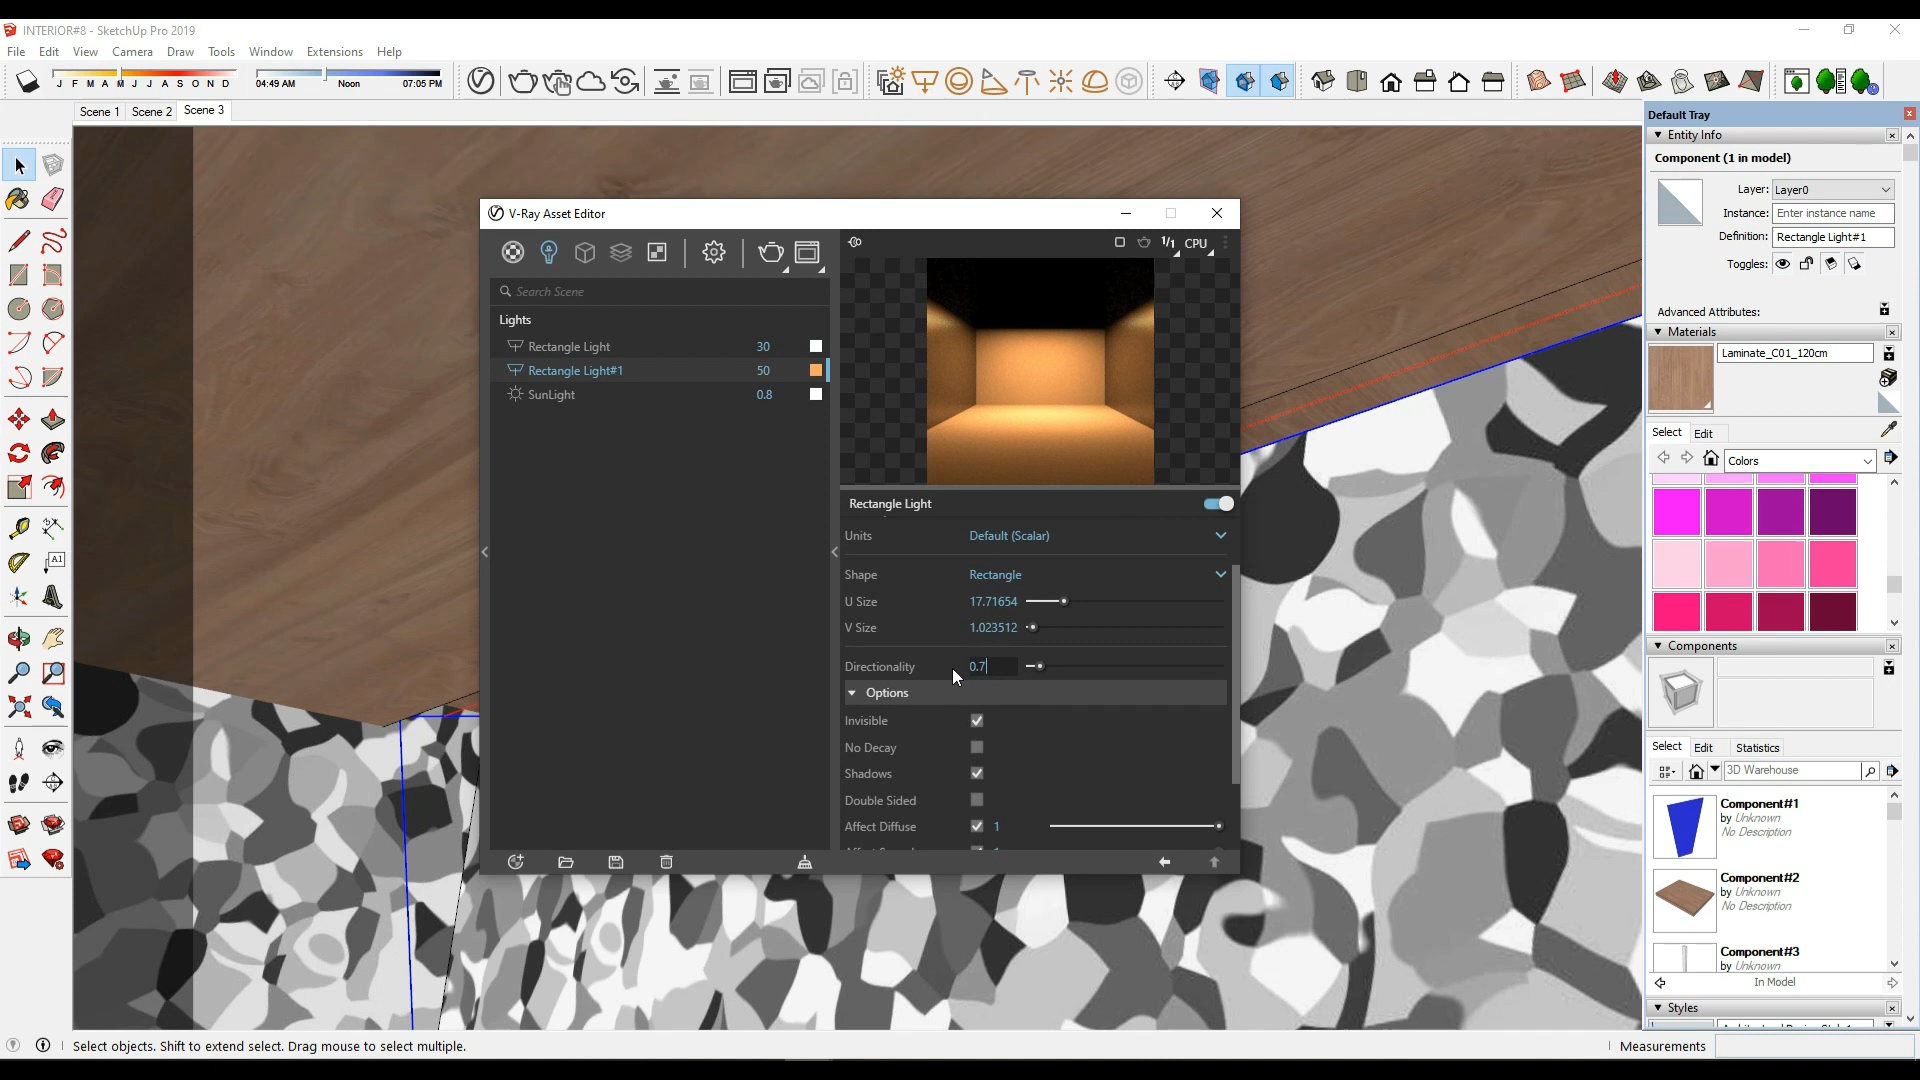 INTERIOR#8 - SketchUp Pro 2019
File Edit View Camera Draw Tools Window Extensions Help
J F M A M J J A S O N D
04:49 AM Noon 07:05 PM
Scene 1 Scene 2 Scene 3
Default Tray
Entity Info
Component (1 in model)
Layer: Layer0
Instance: Enter instance name
Definition: Rectangle Light#1
Toggles:
Advanced Attributes:
Materials
Laminate_C01_120cm
Select Edit
Colors
Components
Select Edit Statistics
3D Warehouse
Component#1
by Unknown
No Description
Component#2
by Unknown
No Description
Component#3
by Unknown
In Model
Styles
V-Ray Asset Editor
Search Scene
Lights
Rectangle Light 30
Rectangle Light#1 50
SunLight 0.8
1/1 CPU
Rectangle Light
Units Default (Scalar)
Shape Rectangle
U Size 17.71654
V Size 1.023512
Directionality 0.7
Options
Invisible
No Decay
Shadows
Double Sided
Affect Diffuse 1
A1
Select objects. Shift to extend select. Drag mouse to select multiple.
Measurements